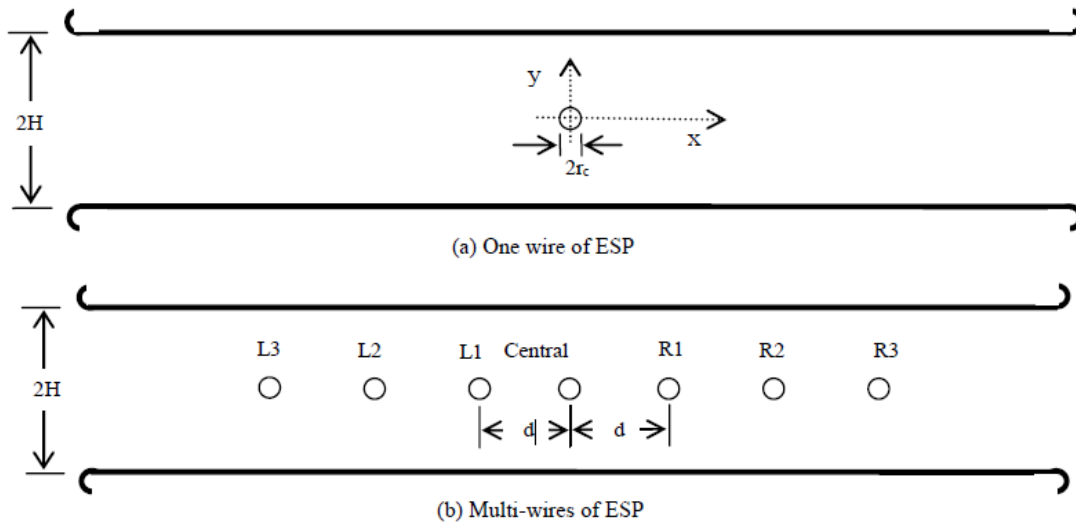 y
2H
x
2rc
(a) One wire of ESP
L3 L2 L1 Central R1 R2 R3
2H
d d
(b) Multi-wires of ESP